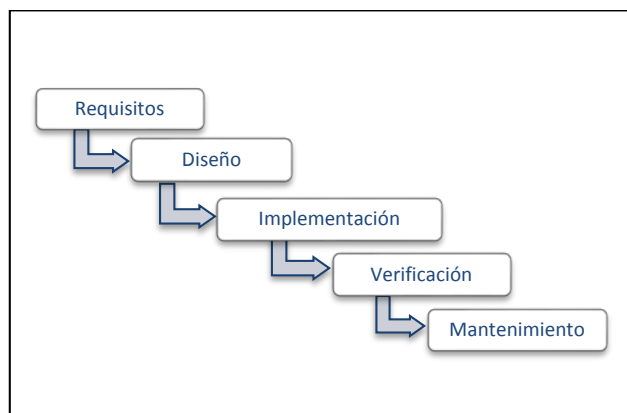 Requisitos
Diseño
Implementación
Verificación
Mantenimiento